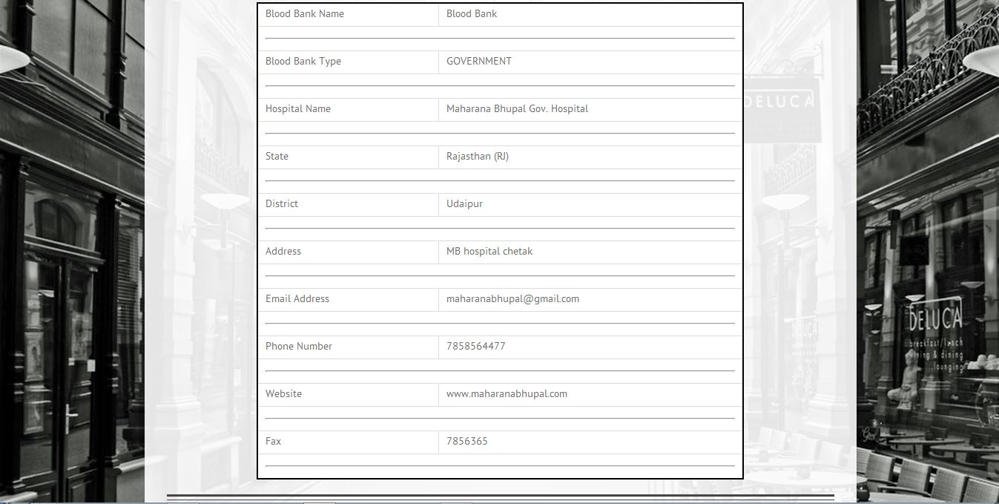 Blood Bank Name Blood Bank
Blood Bank Type GOVERNMENT
Hospital Name Maharana Bhupal Gov. Hospital
State Rajasthan (RJ)
District Udaipur
Address MB hospital chetak
Email Address maharanabhupal@gmail.com
Phone Number 7858564477
Website www.maharanabhupal.com
Fax 7856365
DELUCA
DELUCA
breakfast/lunch
wining & dining
...lounging